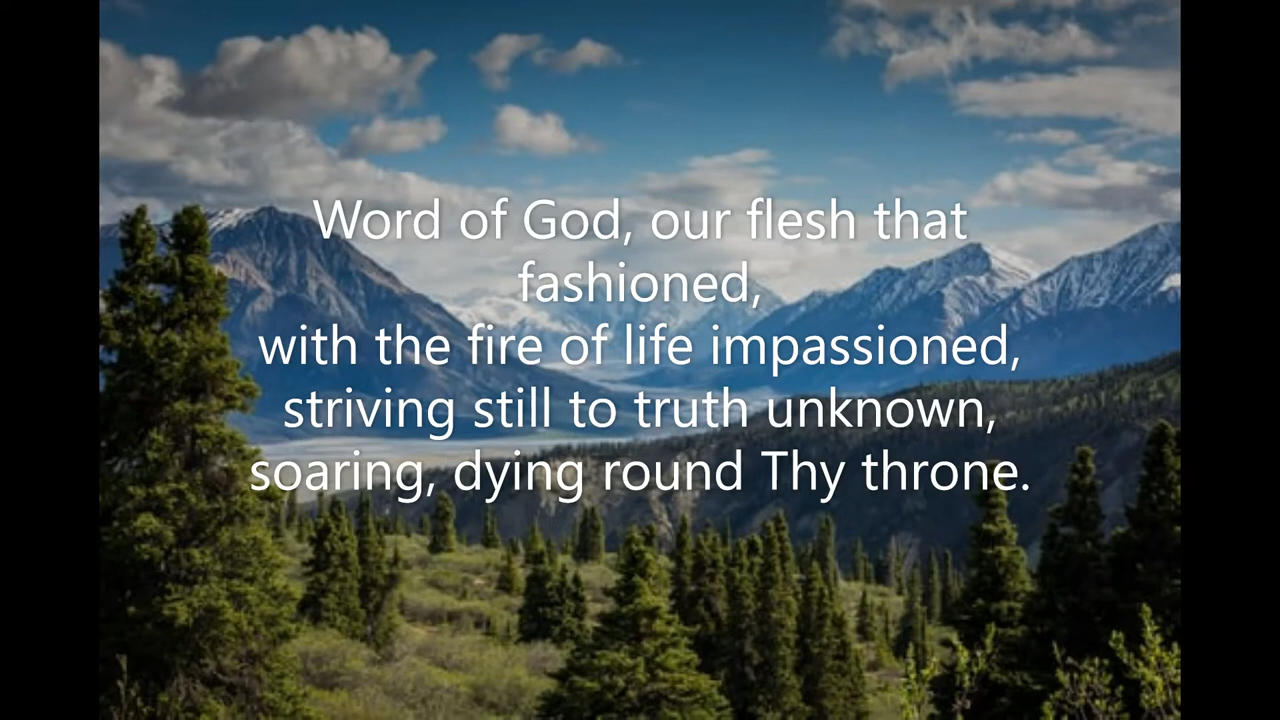 Word of God, our flesh that
fashioned,
with the fire of life impassioned,
striving still to truth unknown,
soaring, dying round Thy throne.